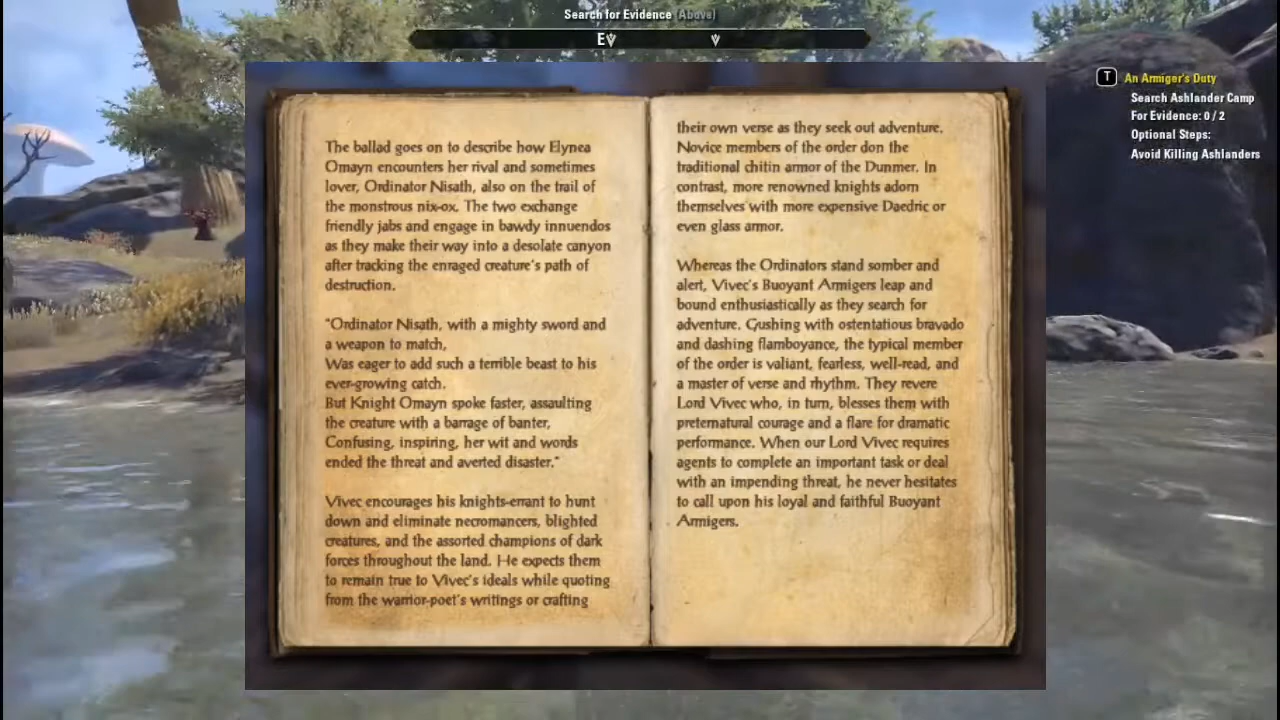 Search for Evidence (Above)
E
T An Armiger's Duty
Search Ashlander Camp
For Evidence: 0 / 2
Optional Steps:
Avoid Killing Ashlanders
The ballad goes on to describe how Elynea
Omayn encounters her rival and sometimes
lover, Ordinator Nisath, also on the trail of
the monstrous nix-ox. The two exchange
friendly jabs and engage in bawdy innuendos
as they make their way into a desolate canyon
after tracking the enraged creature's path of
destruction.
"Ordinator Nisath, with a mighty sword and
a weapon to match,
Was eager to add such a terrible beast to his
ever-growing catch.
But Knight Omayn spoke faster, assaulting
the creature with a barrage of banter,
Confusing, inspiring, her wit and words
ended the threat and averted disaster."
Vivec encourages his knights-errant to hunt
down and eliminate necromancers, blighted
creatures, and the assorted champions of dark
forces throughout the land. He expects them
to remain true to Vivec's ideals while quoting
from the warrior-poet's writings or crafting
their own verse as they seek out adventure.
Novice members of the order don the
traditional chitin armor of the Dunmer. In
contrast, more renowned knights adorn
themselves with more expensive Daedric or
even glass armor.
Whereas the Ordinators stand somber and
alert, Vivec's Buoyant Armigers leap and
bound enthusiastically as they search for
adventure. Gushing with ostentatious bravado
and dashing flamboyance, the typical member
of the order is valiant, fearless, well-read, and
a master of verse and rhythm. They revere
Lord Vivec who, in turn, blesses them with
preternatural courage and a flare for dramatic
performance. When our Lord Vivec requires
agents to complete an important task or deal
with an impending threat, he never hesitates
to call upon his loyal and faithful Buoyant
Armigers.